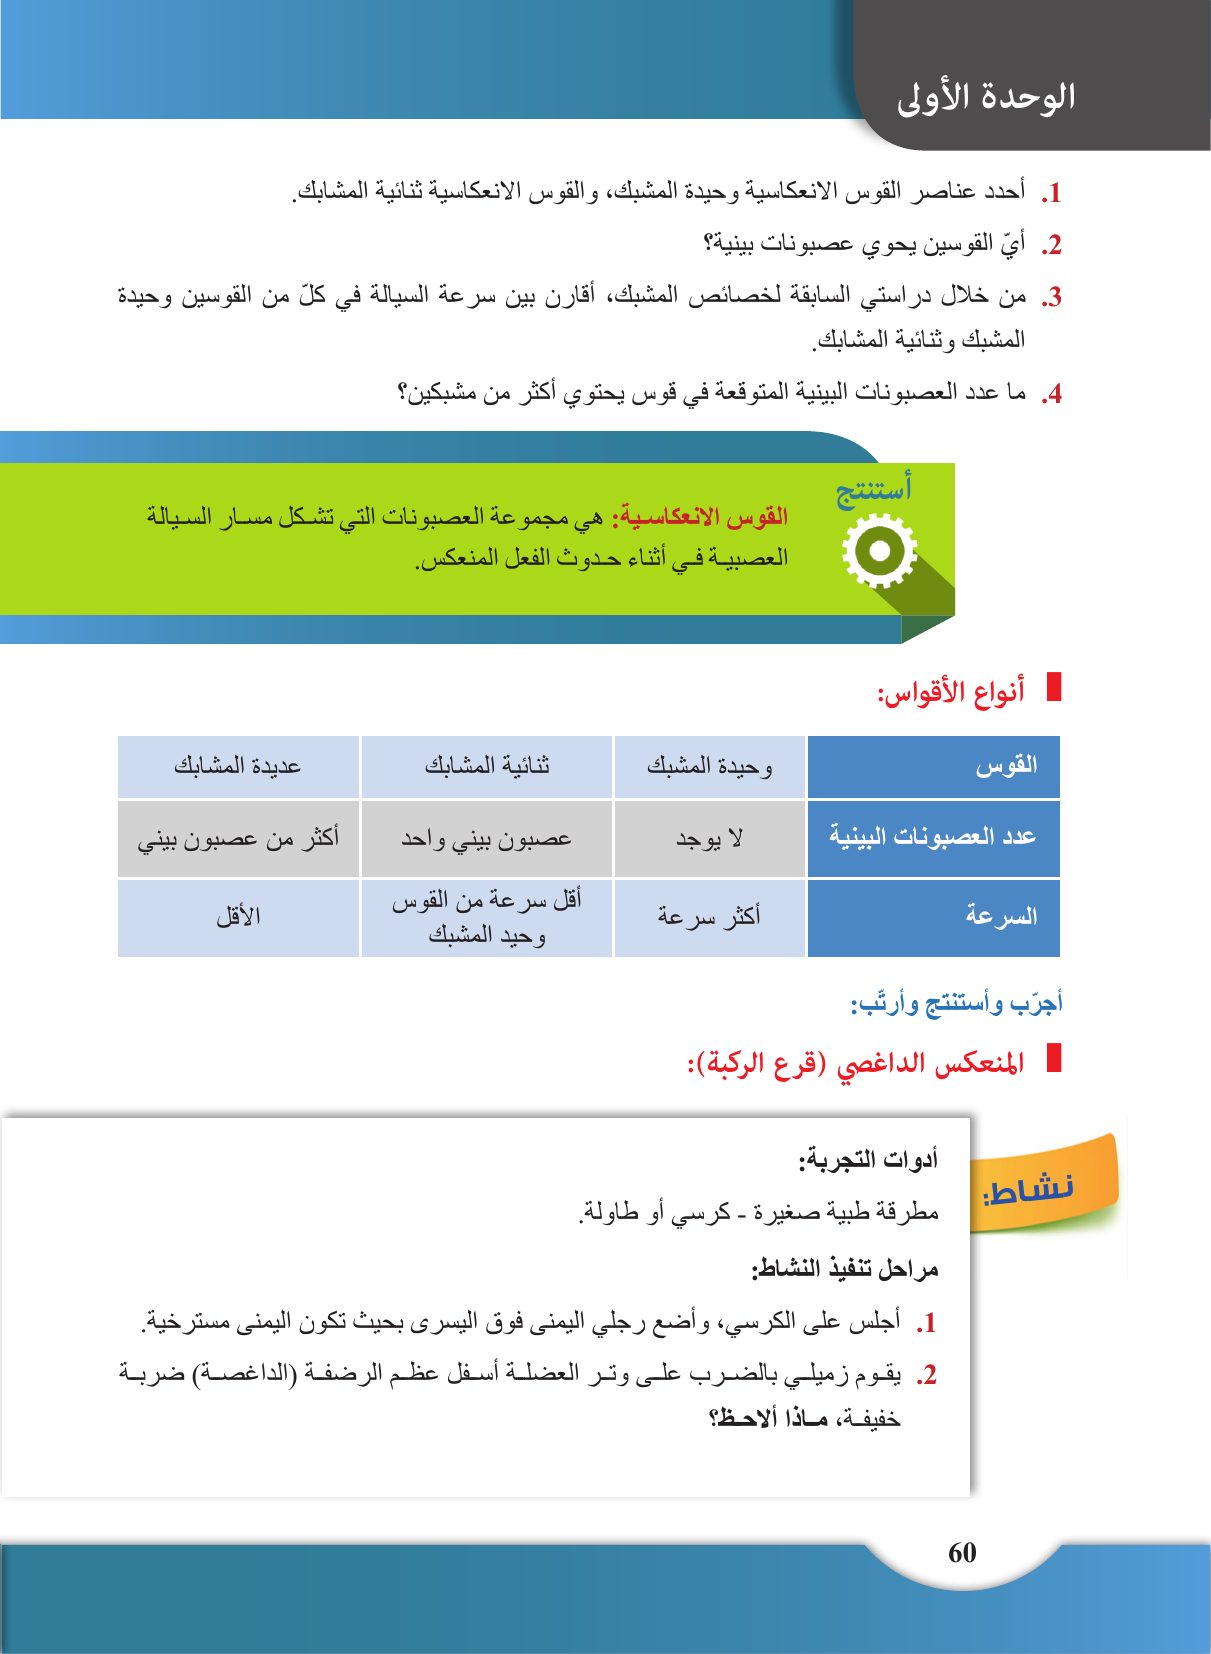 الوحدة الأولى
1. أحدد عناصر القوس الانعكاسية وحيدة المشبك، والقوس الانعكاسية ثنائية المشابك.
2. أيّ القوسين يحوي عصبونات بينية؟
3. من خلال دراستي السابقة لخصائص المشبك، أقارن بين سرعة السيالة في كلّ من القوسين وحيدة
المشبك وثنائية المشابك.
4. ما عدد العصبونات البينية المتوقعة في قوس يحتوي أكثر من مشبكين؟
أستنتج
القوس الانعكاسية: هي مجموعة العصبونات التي تشكل مسار السيالة
العصبية في أثناء حدوث الفعل المنعكس.
أنواع الأقواس:
القوس وحيدة المشبك ثنائية المشابك عديدة المشابك
عدد العصبونات البينية لا يوجد عصبون بيني واحد أكثر من عصبون بيني
السرعة أكثر سرعة أقل سرعة من القوس وحيد المشبك الأقل
أجرّب وأستنتج وأرتّب:
المنعكس الداغصي (قرع الركبة):
نشاط:
أدوات التجربة:
مطرقة طبية صغيرة - كرسي أو طاولة.
مراحل تنفيذ النشاط:
1. أجلس على الكرسي، وأضع رجلي اليمنى فوق اليسرى بحيث تكون اليمنى مسترخية.
2. يقوم زميلي بالضرب على وتر العضلة أسفل عظم الرضفة (الداغصة) ضربة
خفيفة، ماذا ألاحظ؟
60